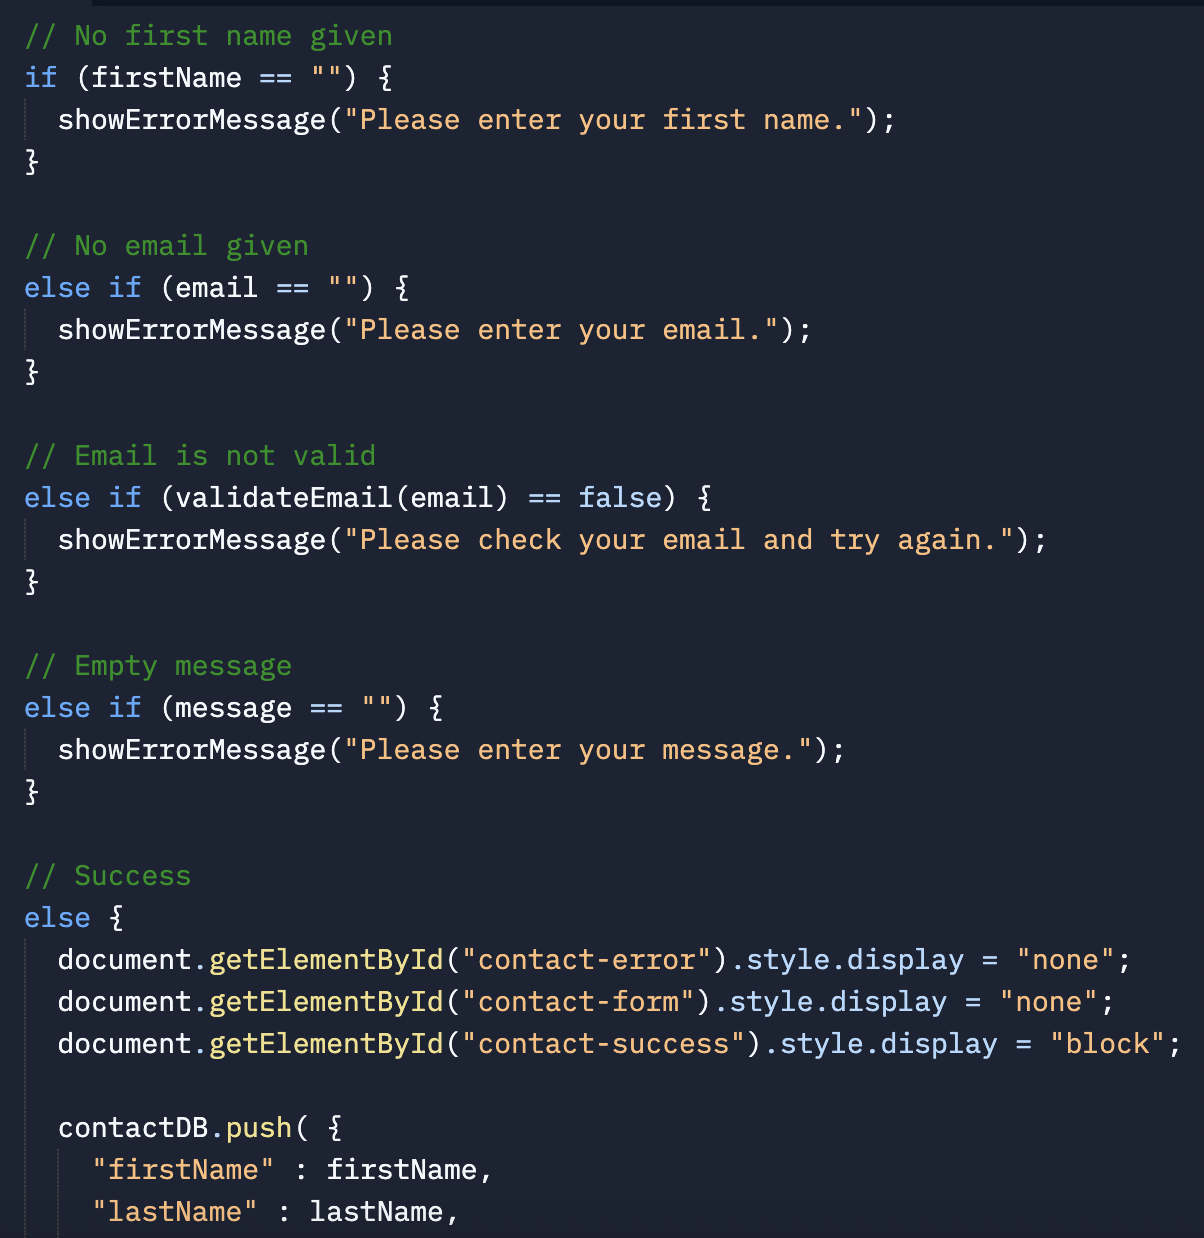 // No first name given
if (firstName == "") {
  showErrorMessage("Please enter your first name.");
}

// No email given
else if (email == "") {
  showErrorMessage("Please enter your email.");
}

// Email is not valid
else if (validateEmail(email) == false) {
  showErrorMessage("Please check your email and try again.");
}

// Empty message
else if (message == "") {
  showErrorMessage("Please enter your message.");
}

// Success
else {
  document.getElementById("contact-error").style.display = "none";
  document.getElementById("contact-form").style.display = "none";
  document.getElementById("contact-success").style.display = "block";

  contactDB.push( {
    "firstName" : firstName,
    "lastName" : lastName,